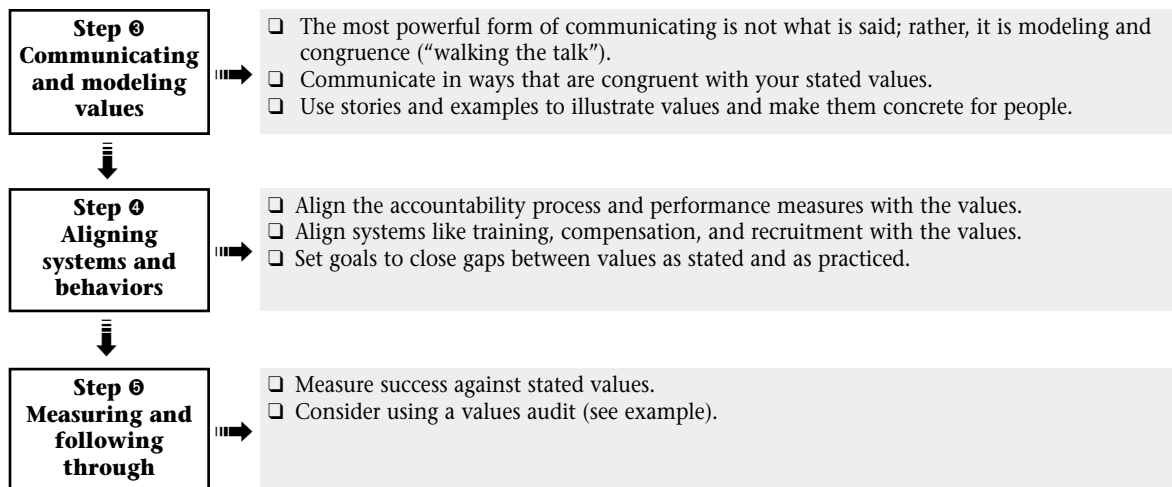 Step ❸
Communicating
and modeling
values
❑ The most powerful form of communicating is not what is said; rather, it is modeling and
congruence (“walking the talk”).
❑ Communicate in ways that are congruent with your stated values.
❑ Use stories and examples to illustrate values and make them concrete for people.
Step ❹
Aligning
systems and
behaviors
❑ Align the accountability process and performance measures with the values.
❑ Align systems like training, compensation, and recruitment with the values.
❑ Set goals to close gaps between values as stated and as practiced.
Step ❺
Measuring and
following
through
❑ Measure success against stated values.
❑ Consider using a values audit (see example).